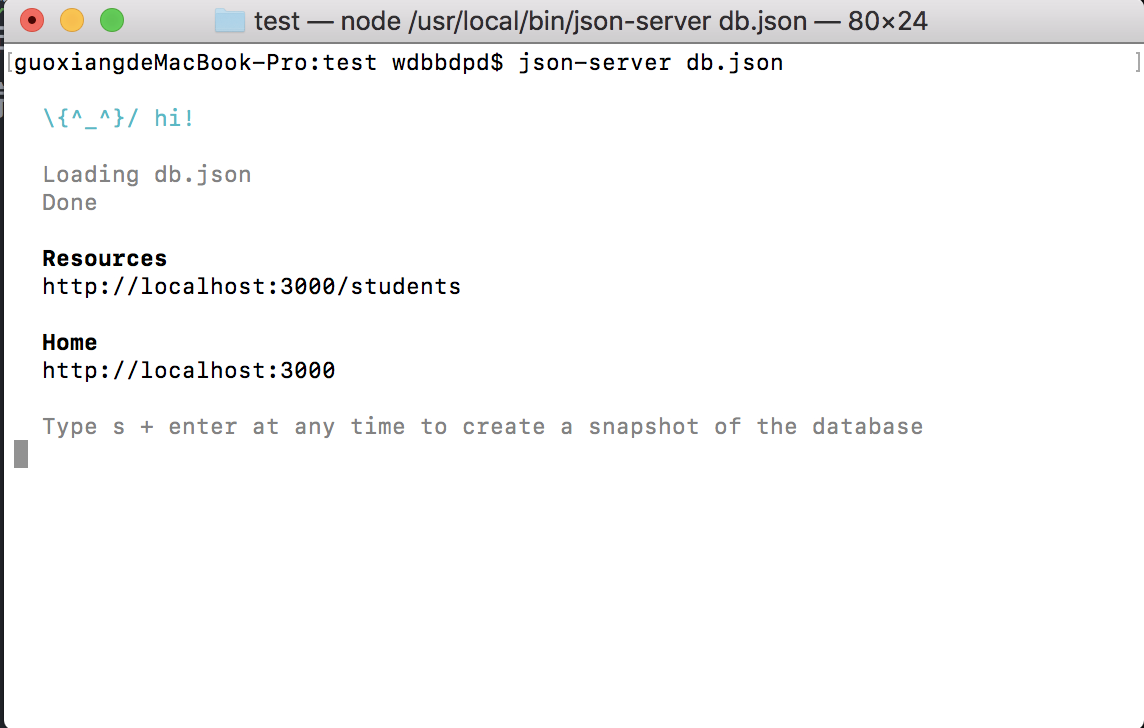 test — node /usr/local/bin/json-server db.json — 80×24
[guoxiangdeMacBook-Pro:test wdbbdpd$ json-server db.json ]
\{^_^}/ hi!
Loading db.json
Done
Resources
http://localhost:3000/students
Home
http://localhost:3000
Type s + enter at any time to create a snapshot of the database